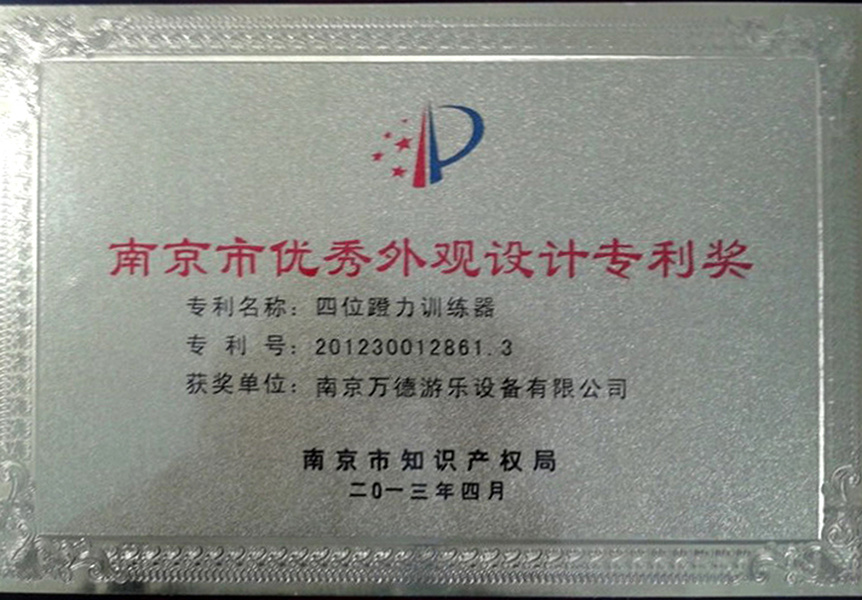 南京市优秀外观设计专利奖
专利名称：四位蹬力训练器
专 利 号：201230012861.3
获奖单位：南京万德游乐设备有限公司
南京市知识产权局
二0一三年四月